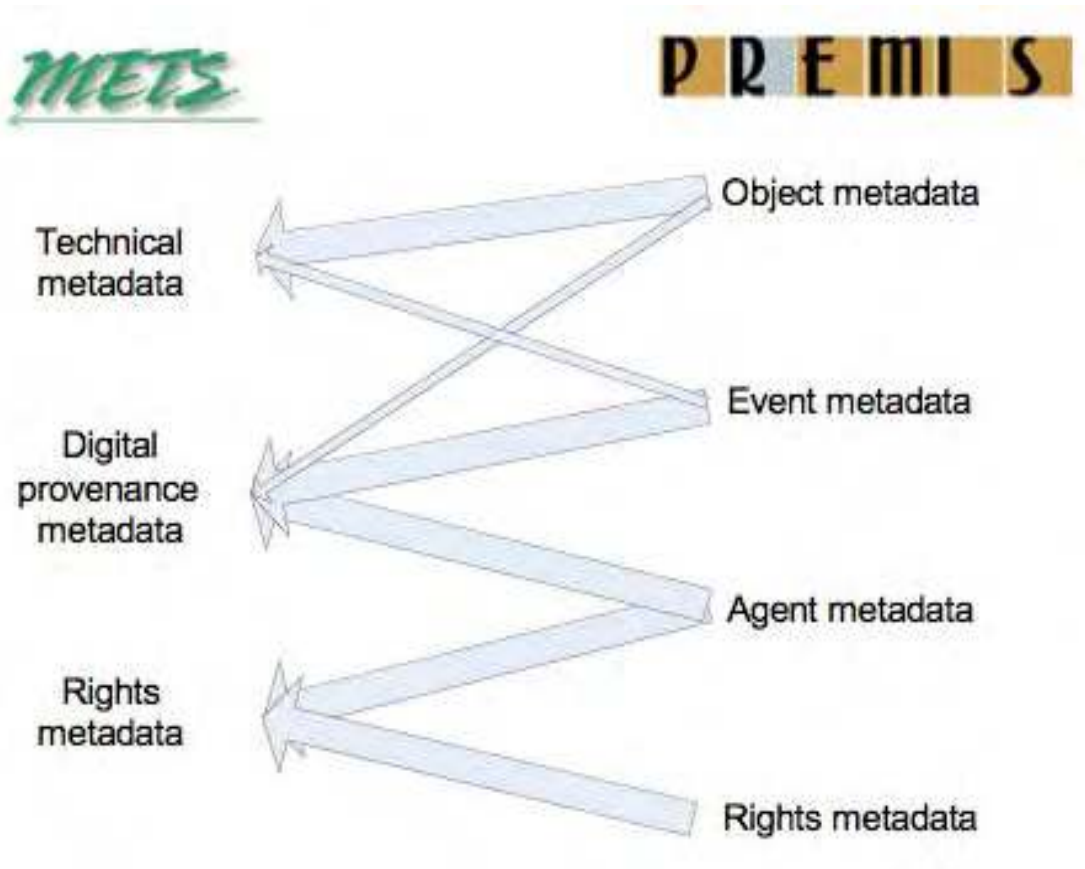 METS
PREMIS
Technical
metadata
Digital
provenance
metadata
Rights
metadata
Object metadata
Event metadata
Agent metadata
Rights metadata